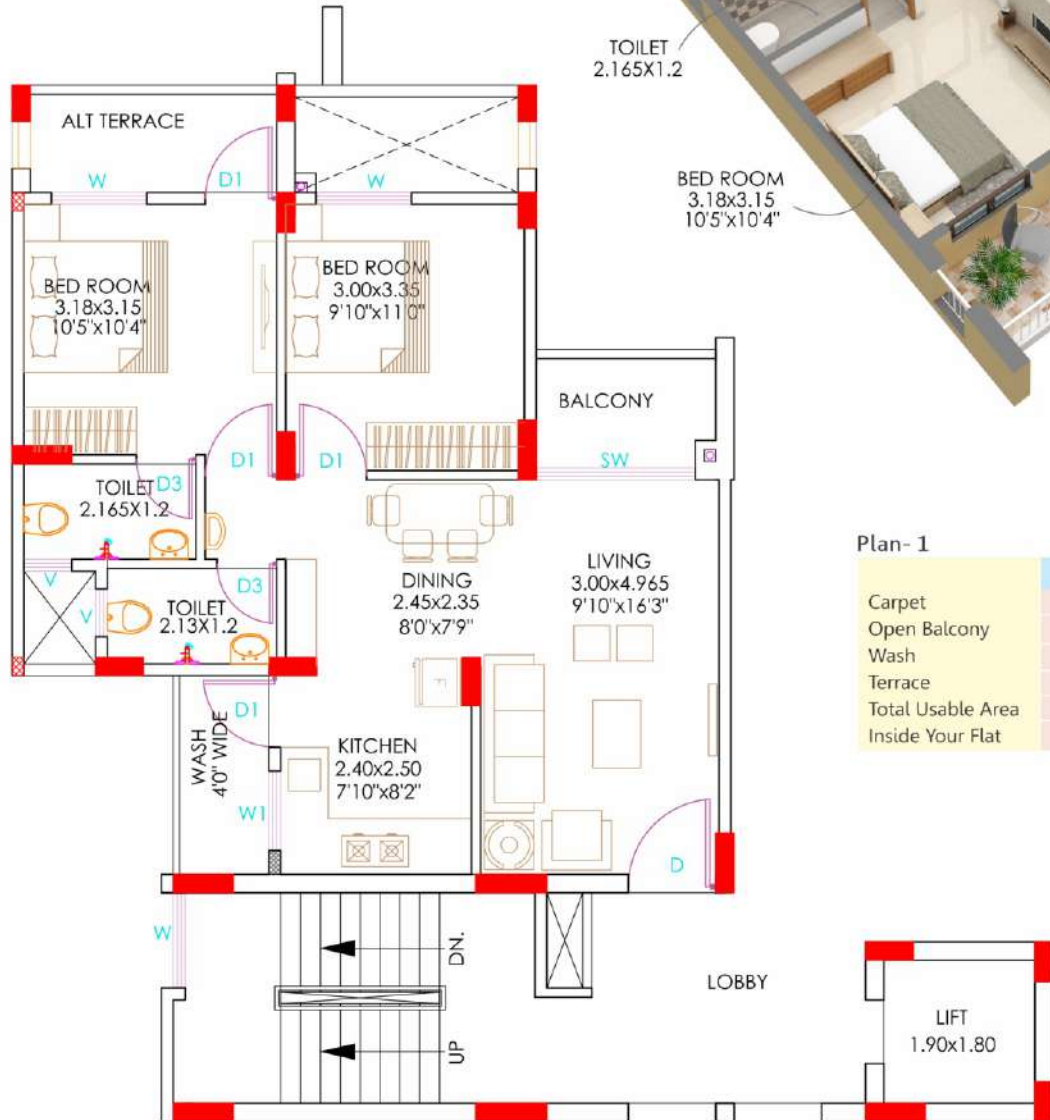 TOILET
2.165X1.2
BED ROOM
3.18x3.15
10'5"x10'4"
ALT TERRACE
W
D1
W
BED ROOM
3.18x3.15
10'5"x10'4"
BED ROOM
3.00x3.35
9'10"x11'0"
BALCONY
D1
D1
SW
TOILET
2.165X1.2
D3
V
V
TOILET
2.13X1.2
D3
DINING
2.45x2.35
8'0"x7'9"
LIVING
3.00x4.965
9'10"x16'3"
F
D1
WASH
4'0" WIDE
KITCHEN
2.40x2.50
7'10"x8'2"
W1
D
W
DN.
UP
LOBBY
LIFT
1.90x1.80
Plan- 1
Carpet
Open Balcony
Wash
Terrace
Total Usable Area
Inside Your Flat